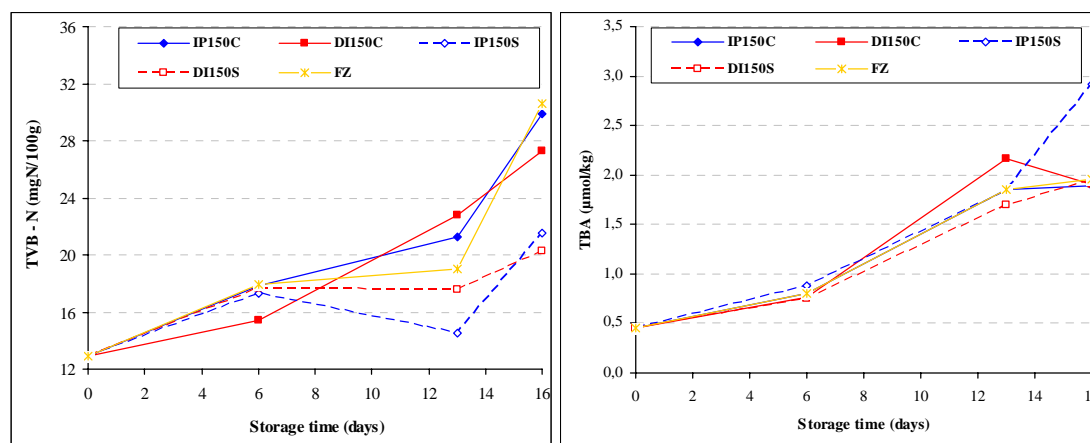 36
32
28
24
20
16
12
TVB - N (mgN/100g)
IP150C DI150C IP150S
DI150S FZ
0 2 4 6 8 10 12 14 16
Storage time (days)
3,5
3,0
2,5
2,0
1,5
1,0
0,5
0,0
TBA (µmol/kg)
IP150C DI150C IP150S
DI150S FZ
0 2 4 6 8 10 12 14
Storage time (days)